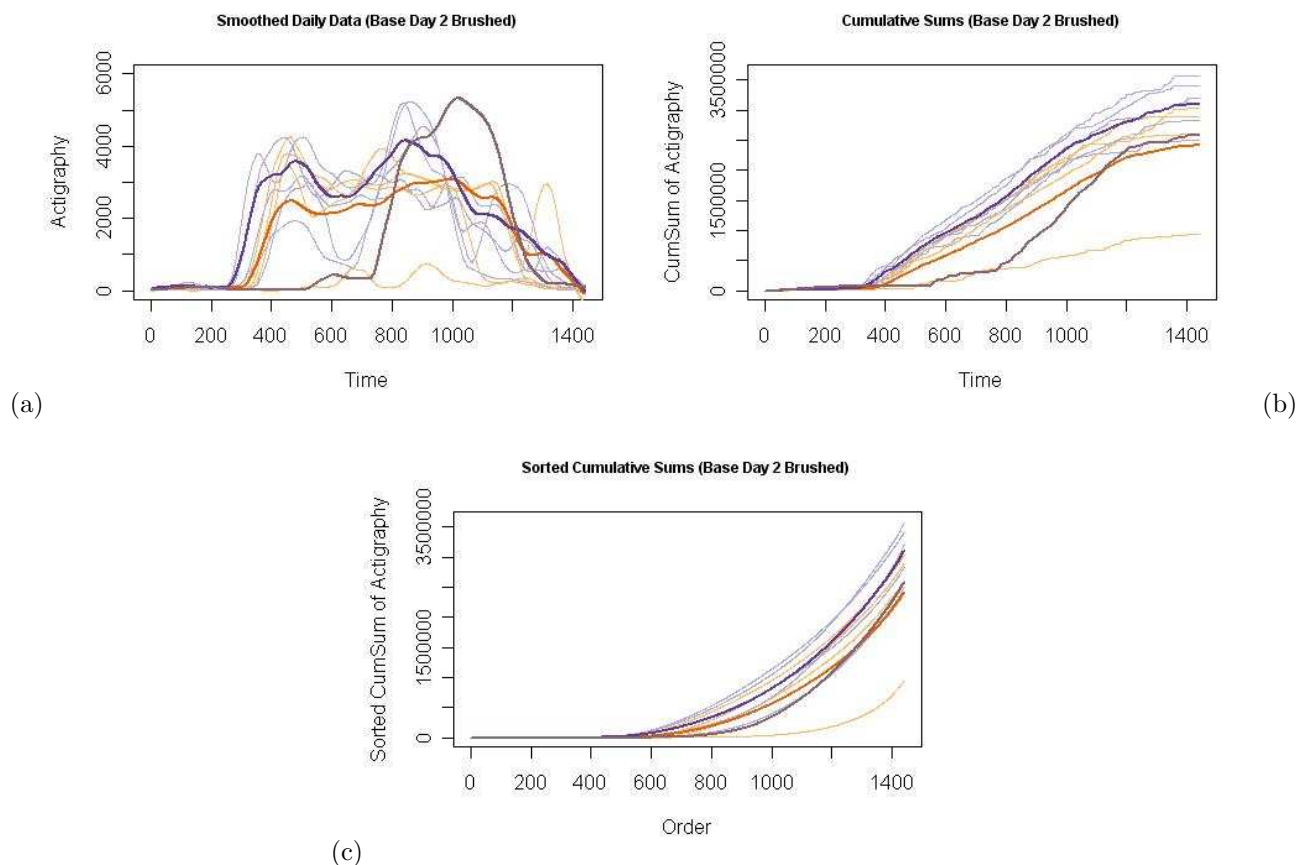 Smoothed Daily Data (Base Day 2 Brushed)
Actigraphy
6000
4000
2000
0
0 200 400 600 800 1000 1400
Time
(a)
Cumulative Sums (Base Day 2 Brushed)
CumSum of Actigraphy
3500000
1500000
0
0 200 400 600 800 1000 1400
Time
(b)
Sorted Cumulative Sums (Base Day 2 Brushed)
Sorted CumSum of Actigraphy
3500000
1500000
0
0 200 400 600 800 1000 1400
Order
(c)